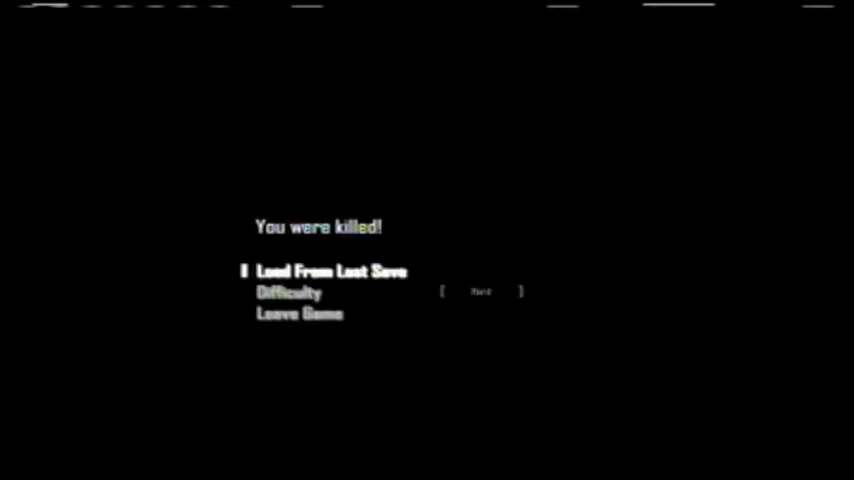 You were killed!
Load From Last Save
Difficulty [ ]
Leave Game